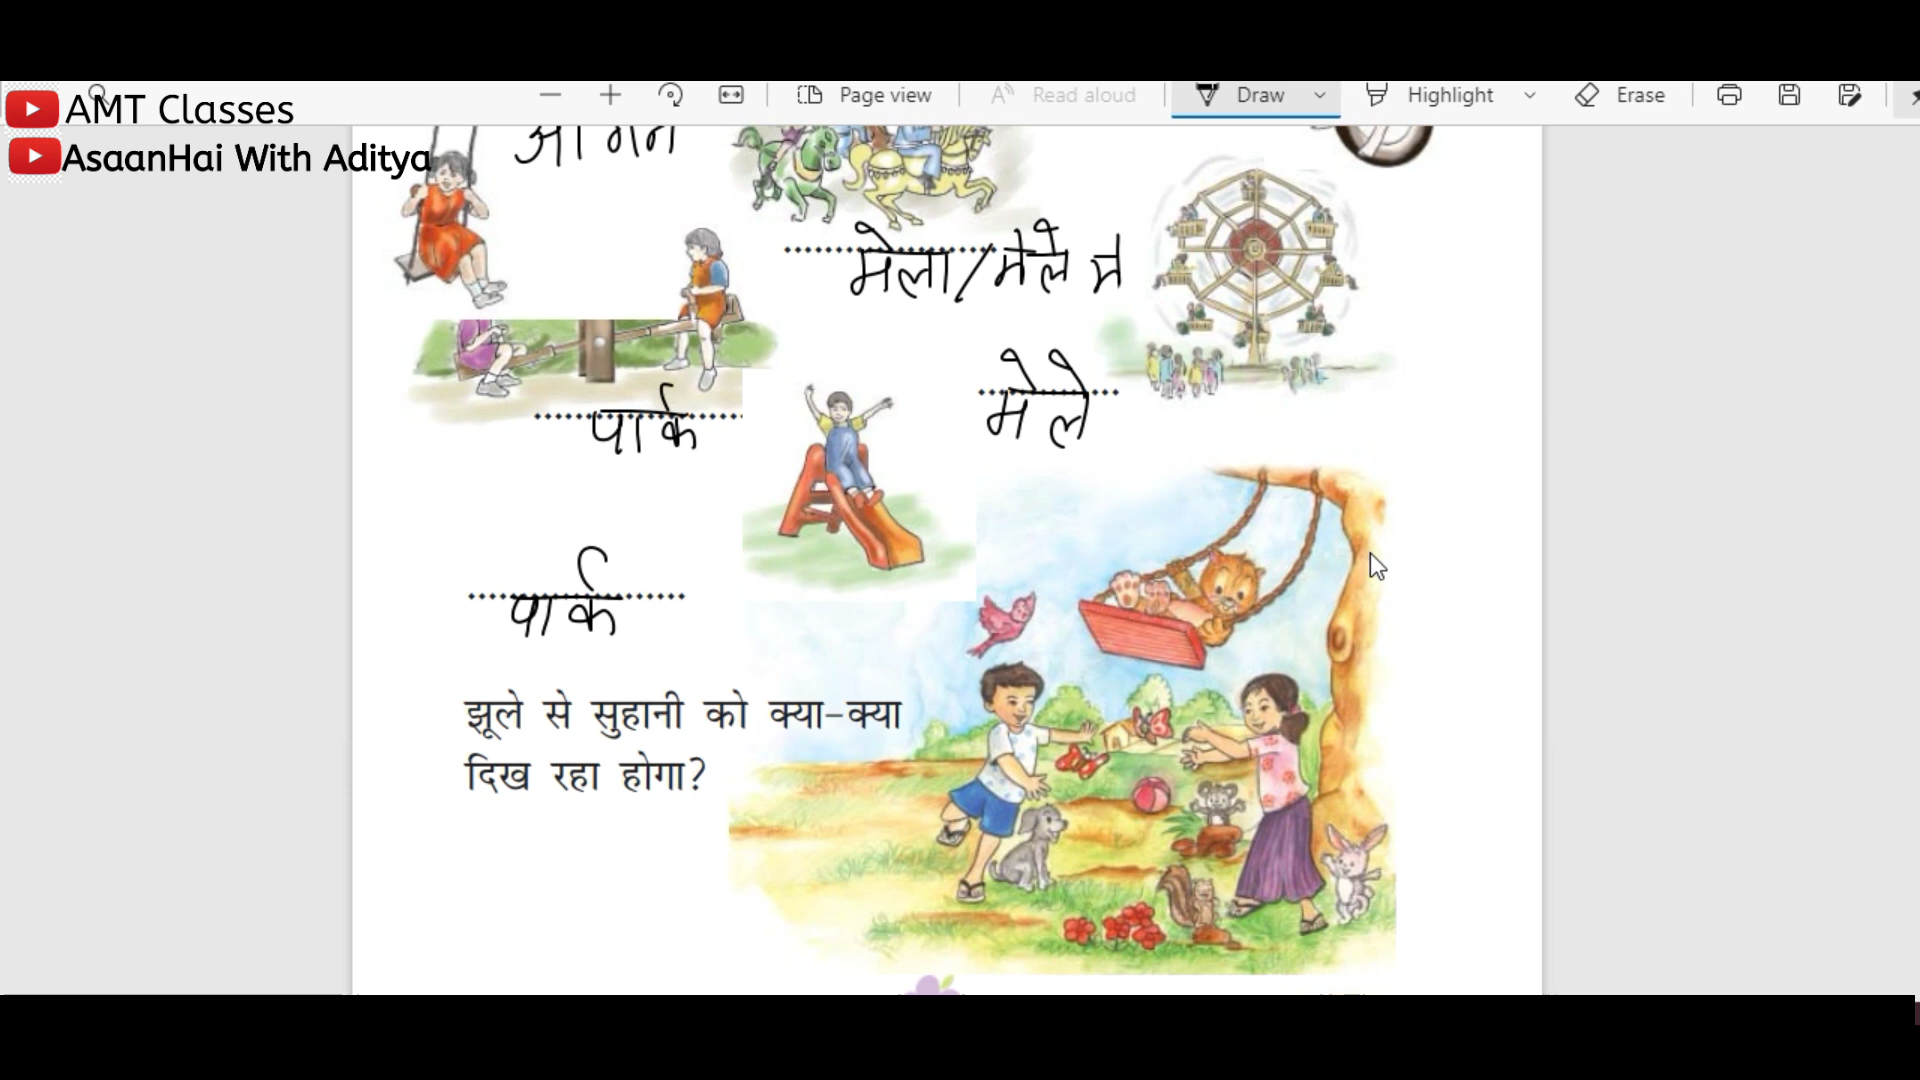 Page view
Read aloud
Draw
Highlight
Erase
AMT Classes
AsaanHai With Aditya
मेला/मेले मे
मेले
पार्क
पार्क
झूले से सुहानी को क्या-क्या
दिख रहा होगा?